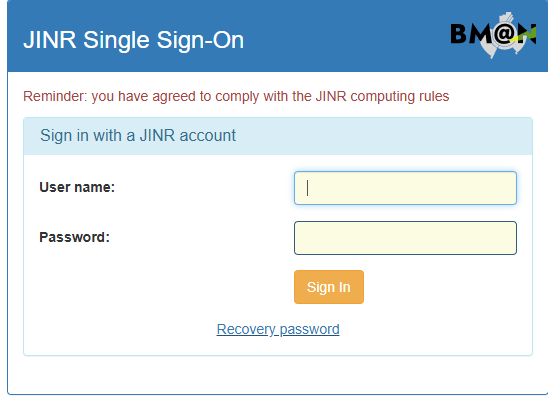 JINR Single Sign-On
BM@N
Reminder: you have agreed to comply with the JINR computing rules
Sign in with a JINR account
User name:
Password:
Sign In
Recovery password